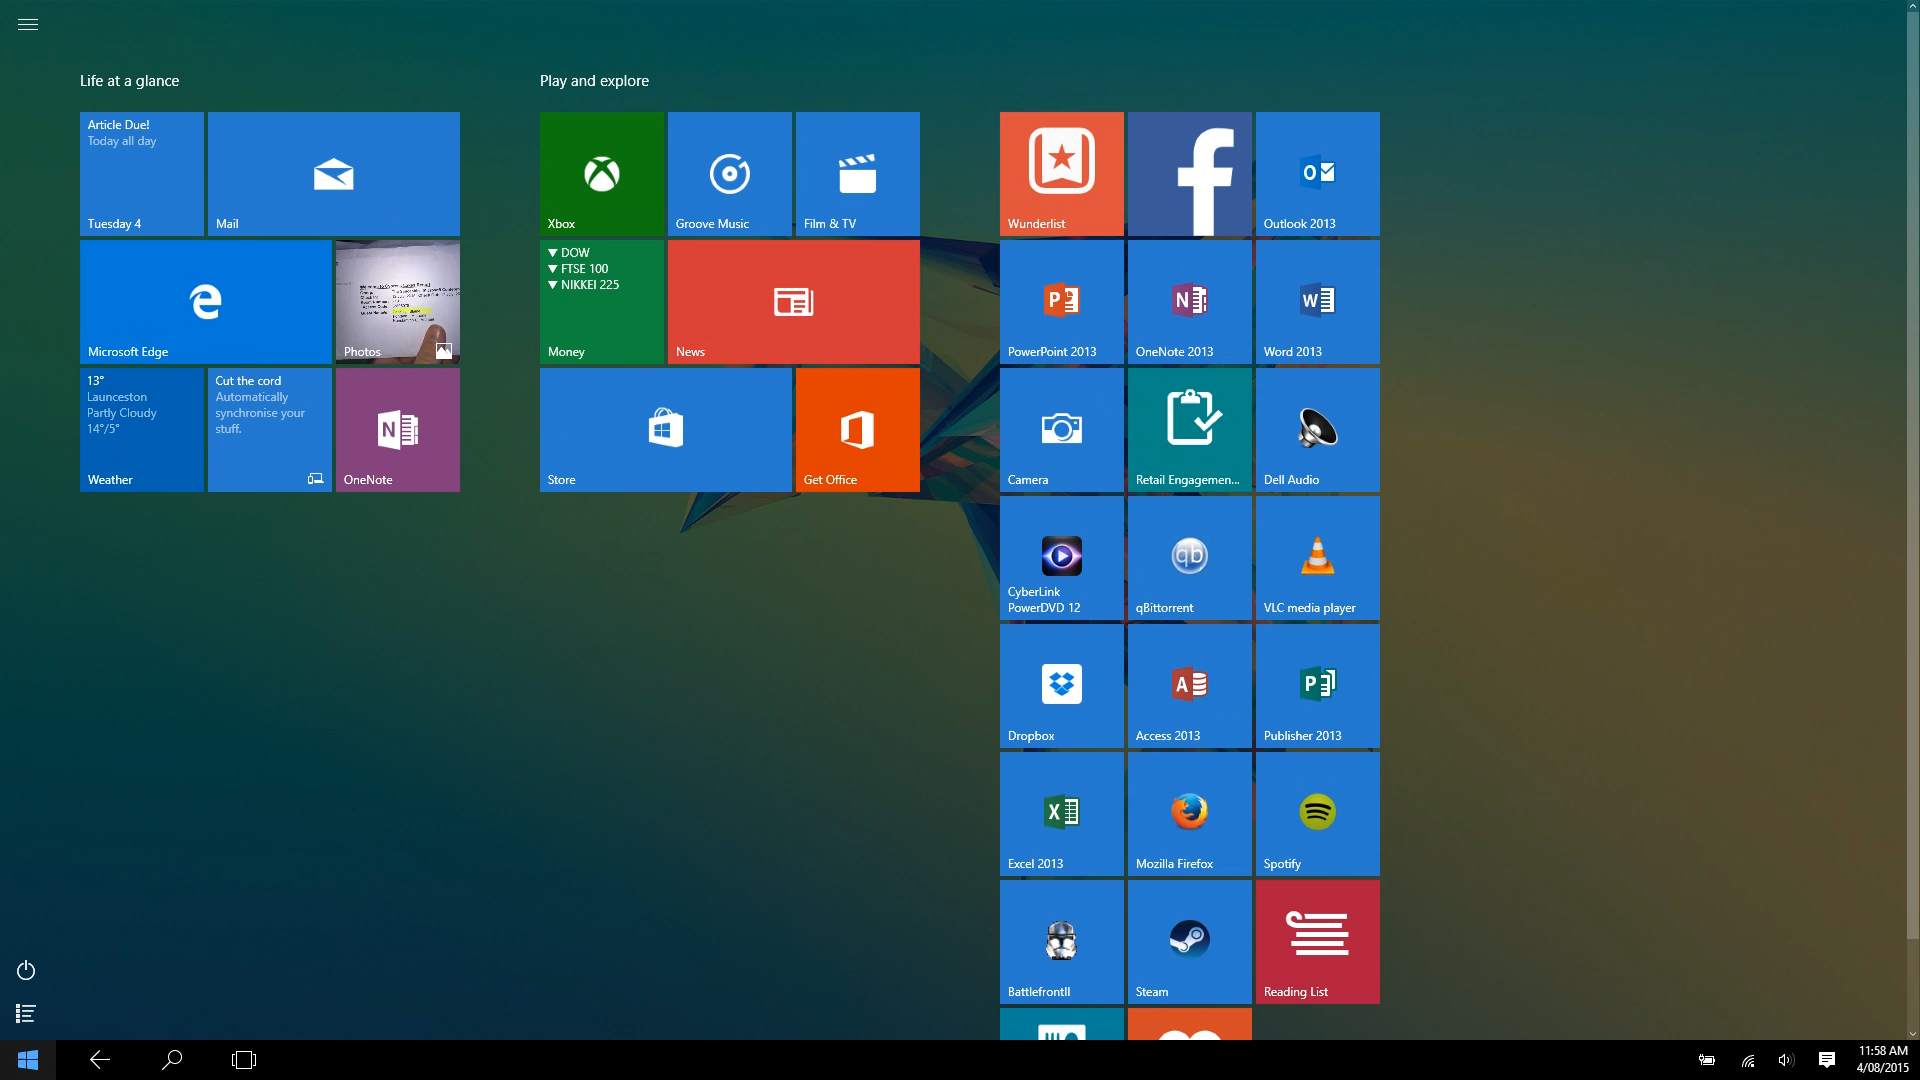 Life at a glance
Play and explore
Article Due!
Today all day
Tuesday 4
Mail
Xbox
Groove Music
Film & TV
Wunderlist
Outlook 2013
Microsoft Edge
Photos
▼ DOW
▼ FTSE 100
▼ NIKKEI 225
Money
News
PowerPoint 2013
OneNote 2013
Word 2013
13°
Launceston
Partly Cloudy
14°/5°
Weather
Cut the cord
Automatically
synchronise your
stuff.
OneNote
Store
Get Office
Camera
Retail Engagemen...
Dell Audio
CyberLink
PowerDVD 12
qb
qBittorrent
VLC media player
Dropbox
Access 2013
Publisher 2013
Excel 2013
Mozilla Firefox
Spotify
BattlefrontII
Steam
Reading List
11:58 AM
4/08/2015